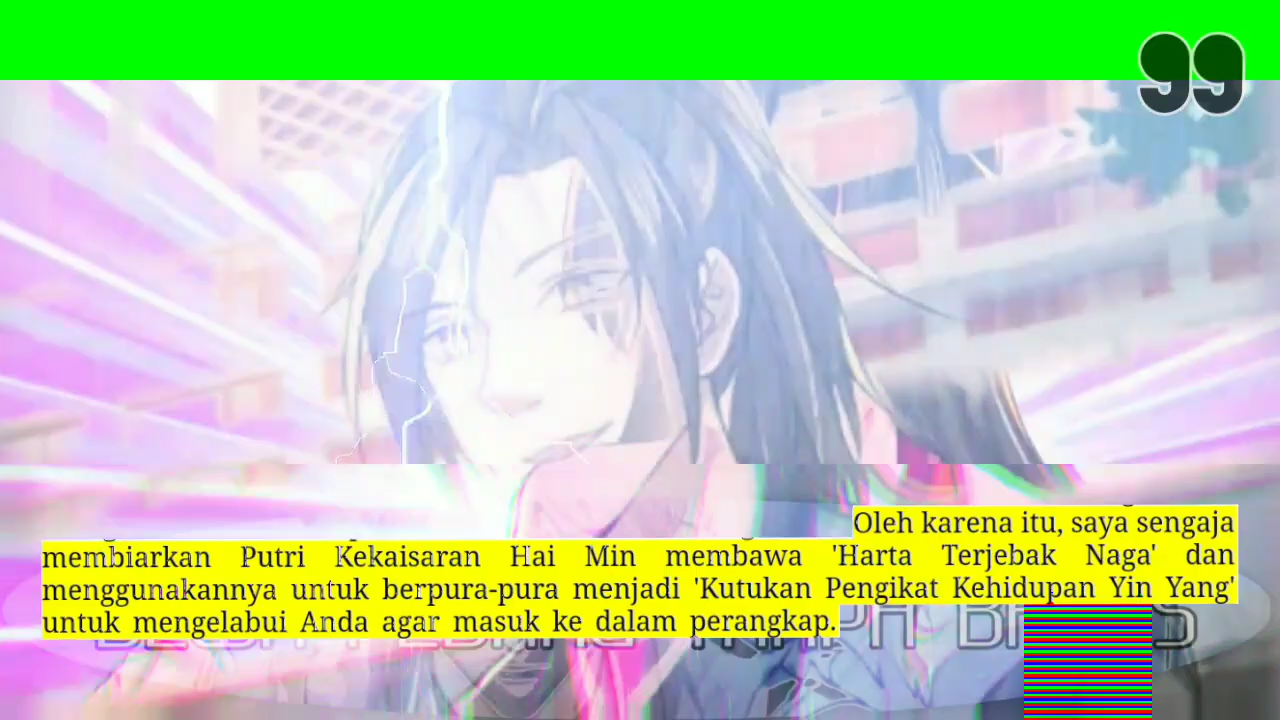 99
Oleh karena itu, saya sengaja
membiarkan Putri Kekaisaran Hai Min membawa 'Harta Terjebak Naga' dan
menggunakannya untuk berpura-pura menjadi 'Kutukan Pengikat Kehidupan Yin Yang'
untuk mengelabui Anda agar masuk ke dalam perangkap.